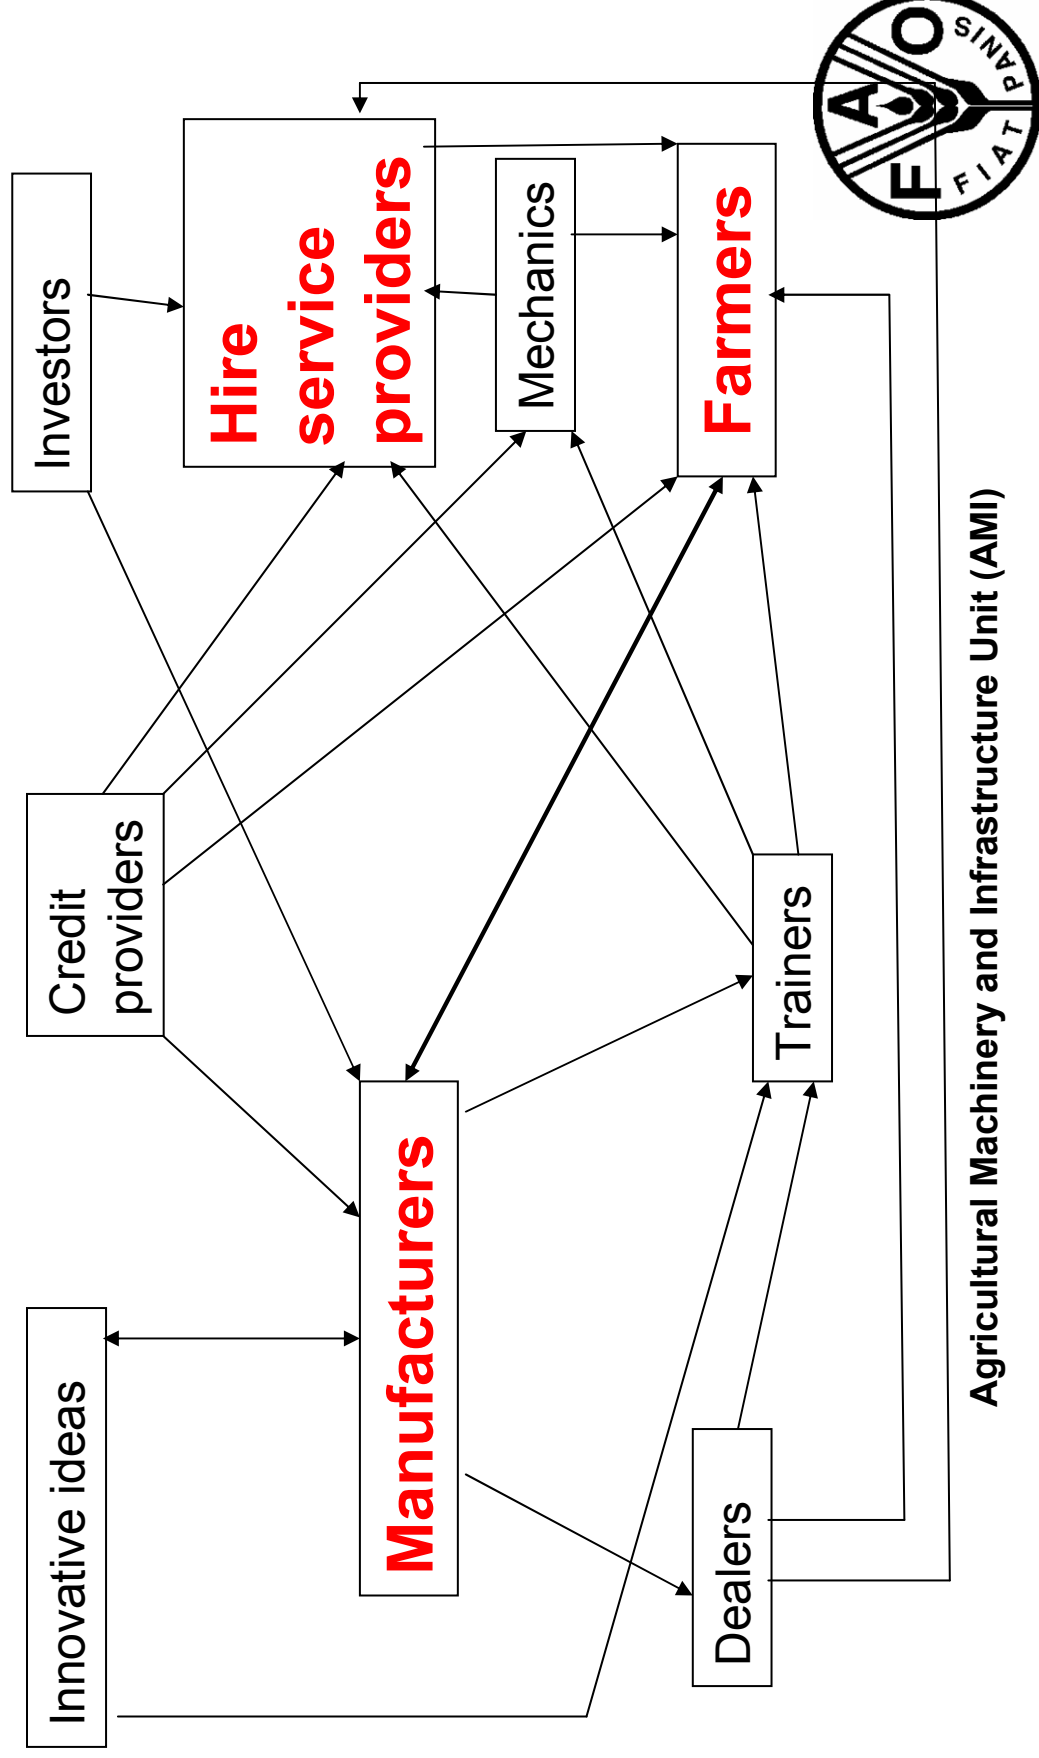 Innovative ideas
Credit
providers
Investors
Manufacturers
Hire
service
providers
Mechanics
Dealers
Trainers
Farmers
Agricultural Machinery and Infrastructure Unit (AMI)
F A O
FIAT PANIS